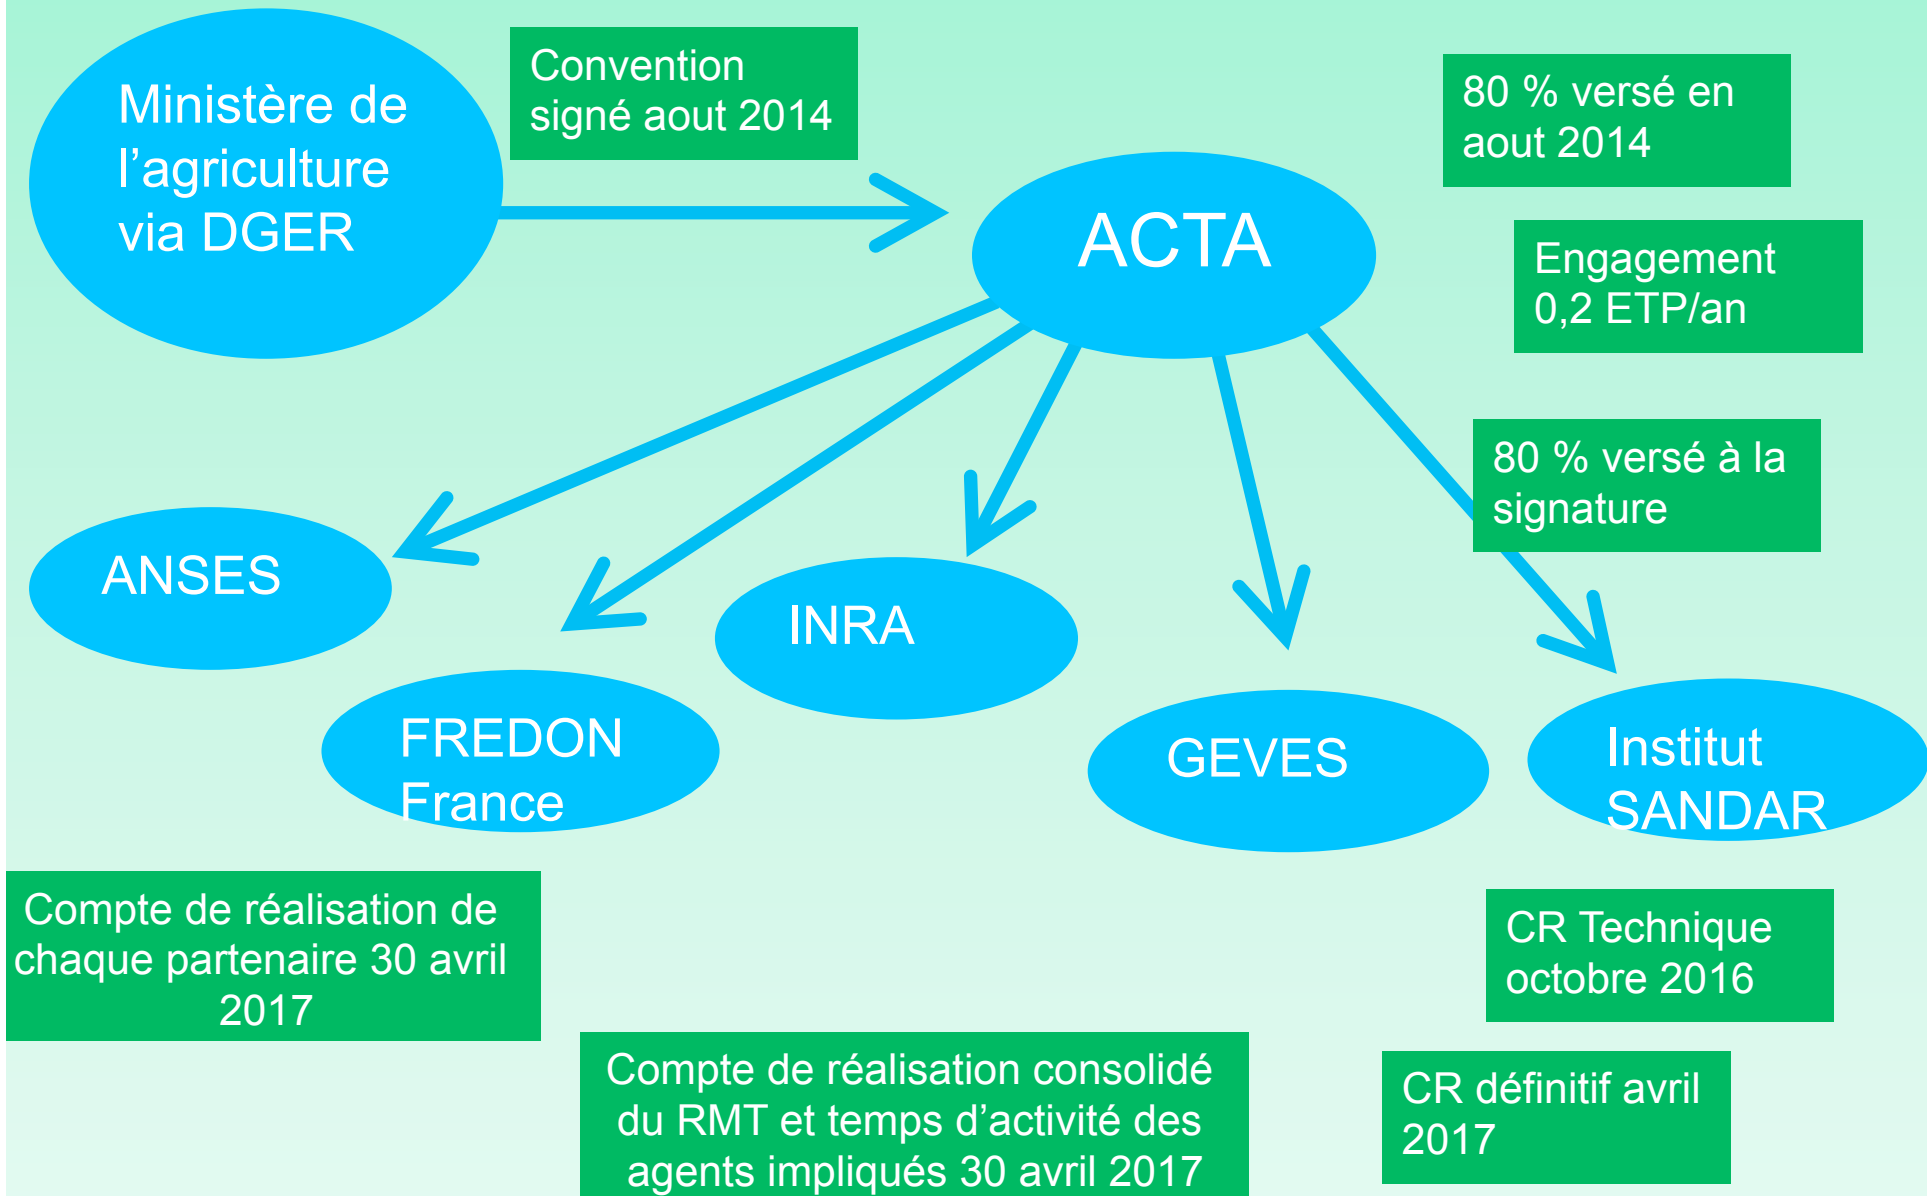 Ministère de
l’agriculture
via DGER
Convention
signé aout 2014
80 % versé en
aout 2014
ACTA
Engagement
0,2 ETP/an
80 % versé à la
signature
ANSES
INRA
FREDON
France
GEVES
Institut
SANDAR
Compte de réalisation de
chaque partenaire 30 avril
2017
CR Technique
octobre 2016
Compte de réalisation consolidé
du RMT et temps d’activité des
agents impliqués 30 avril 2017
CR définitif avril
2017